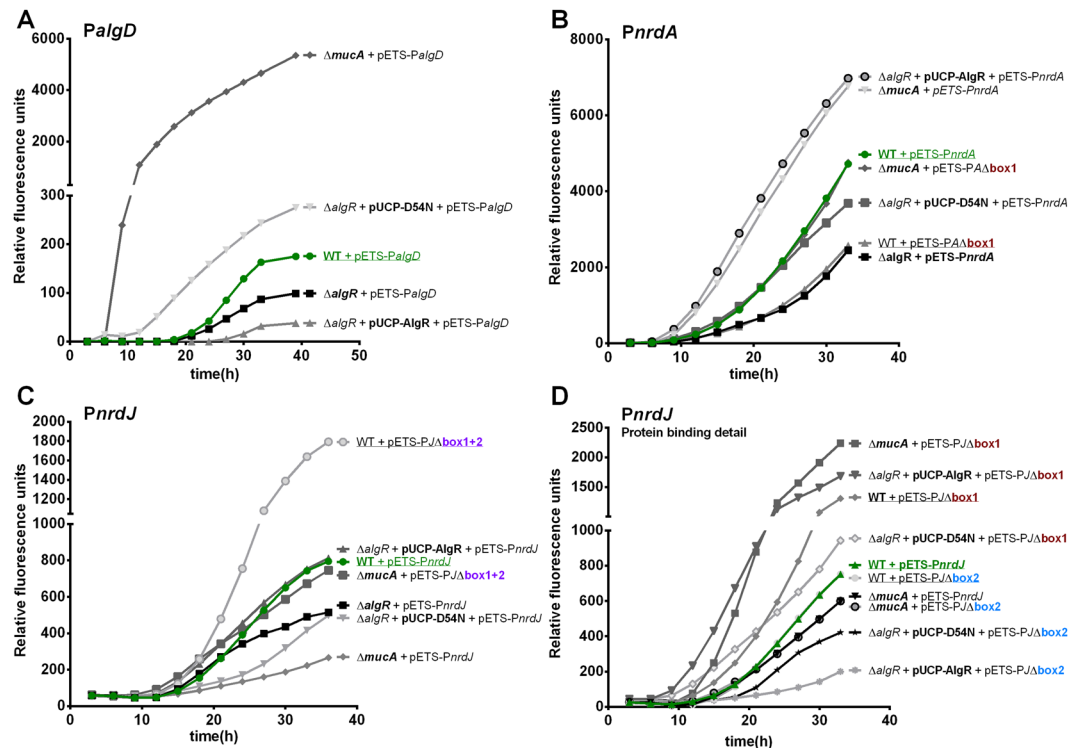 A
PalgD
Relative fluorescence units
6000
4000
2000
300
200
100
0
0 10 20 30 40 50
time(h)
ΔmucA + pETS-PalgD
ΔalgR + pUCP-D54N + pETS-PalgD
WT + pETS-PalgD
ΔalgR + pETS-PalgD
ΔalgR + pUCP-AlgR + pETS-PalgD
B
PnrdA
Relative fluorescence units
8000
6000
4000
2000
0
0 10 20 30 40
time(h)
ΔalgR + pUCP-AlgR + pETS-PnrdA
ΔmucA + pETS-PnrdA
WT + pETS-PnrdA
ΔmucA + pETS-PAΔbox1
ΔalgR + pUCP-D54N + pETS-PnrdA
WT + pETS-PAΔbox1
ΔalgR + pETS-PnrdA
C
PnrdJ
Relative fluorescence units
2000
1800
1600
1400
1200
1000
800
600
400
200
0
0 10 20 30 40
time(h)
WT + pETS-PJΔbox1+2
ΔalgR + pUCP-AlgR + pETS-PnrdJ
WT + pETS-PnrdJ
ΔmucA + pETS-PJΔbox1+2
ΔalgR + pETS-PnrdJ
ΔalgR + pUCP-D54N + pETS-PnrdJ
ΔmucA + pETS-PnrdJ
D
PnrdJ
Protein binding detail
Relative fluorescence units
2500
2000
1500
1000
800
600
400
200
0
0 10 20 30 40
time(h)
ΔmucA + pETS-PJΔbox1
ΔalgR + pUCP-AlgR + pETS-PJΔbox1
WT + pETS-PJΔbox1
ΔalgR + pUCP-D54N + pETS-PJΔbox1
WT + pETS-PnrdJ
WT + pETS-PJΔbox2
ΔmucA + pETS-PnrdJ
ΔmucA + pETS-PJΔbox2
ΔalgR + pUCP-D54N + pETS-PJΔbox2
ΔalgR + pUCP-AlgR + pETS-PJΔbox2